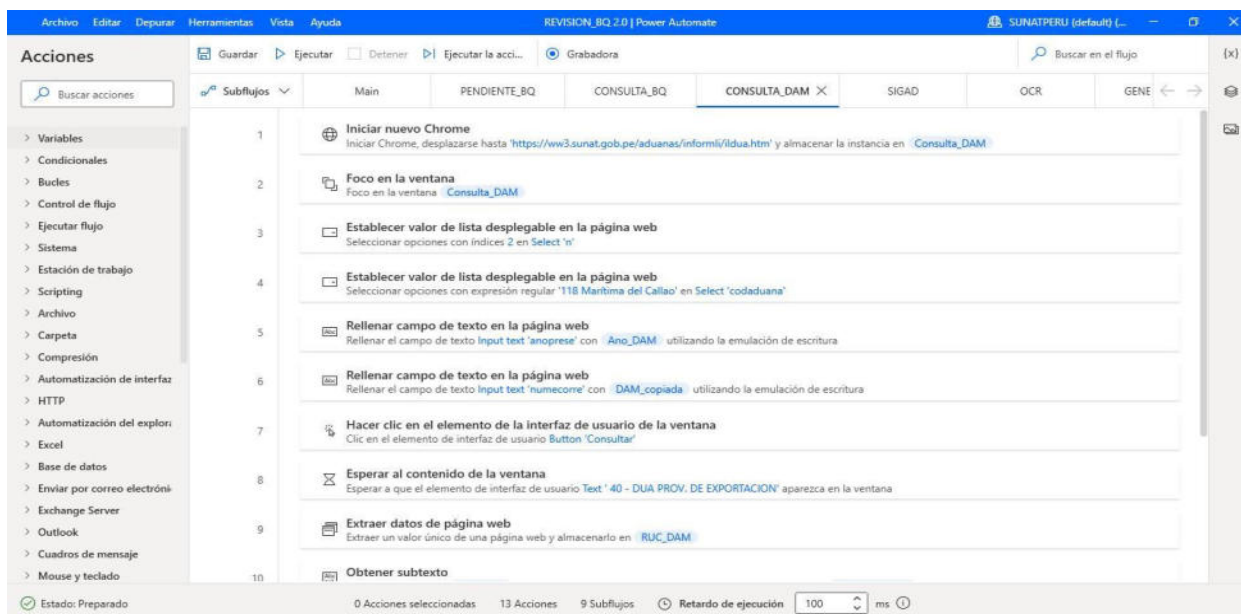 Archivo Editar Depurar Herramientas Vista Ayuda REVISION_BQ 2.0 | Power Automate SUNATPERU (default) (...
Acciones
Guardar Ejecutar Detener Ejecutar la acci... Grabadora Buscar en el flujo {x}
Buscar acciones
Subflujos Main PENDIENTE_BQ CONSULTA_BQ CONSULTA_DAM SIGAD OCR GENE
Variables
Condicionales
Bucles
Control de flujo
Ejecutar flujo
Sistema
Estación de trabajo
Scripting
Archivo
Carpeta
Compresión
Automatización de interfaz
HTTP
Automatización del explora
Excel
Base de datos
Enviar por correo electróni
Exchange Server
Outlook
Cuadros de mensaje
Mouse y teclado
1 Iniciar nuevo Chrome
Iniciar Chrome, desplazarse hasta 'https://ww3.sunat.gob.pe/aduanas/informli/ildua.htm' y almacenar la instancia en Consulta_DAM
2 Foco en la ventana
Foco en la ventana Consulta_DAM
3 Establecer valor de lista desplegable en la página web
Seleccionar opciones con índices 2 en Select 'n'
4 Establecer valor de lista desplegable en la página web
Seleccionar opciones con expresión regular '118 Marítima del Callao' en Select 'codaduana'
5 Rellenar campo de texto en la página web
Rellenar el campo de texto Input text 'anoprese' con Ano_DAM utilizando la emulación de escritura
6 Rellenar campo de texto en la página web
Rellenar el campo de texto Input text 'numecorre' con DAM_copiada utilizando la emulación de escritura
7 Hacer clic en el elemento de la interfaz de usuario de la ventana
Clic en el elemento de interfaz de usuario Button 'Consultar'
8 Esperar al contenido de la ventana
Esperar a que el elemento de interfaz de usuario Text ' 40 - DUA PROV. DE EXPORTACION' aparezca en la ventana
9 Extraer datos de página web
Extraer un valor único de una página web y almacenarlo en RUC_DAM
10 Obtener subtexto
Estado: Preparado 0 Acciones seleccionadas 13 Acciones 9 Subflujos Retardo de ejecución 100 ms